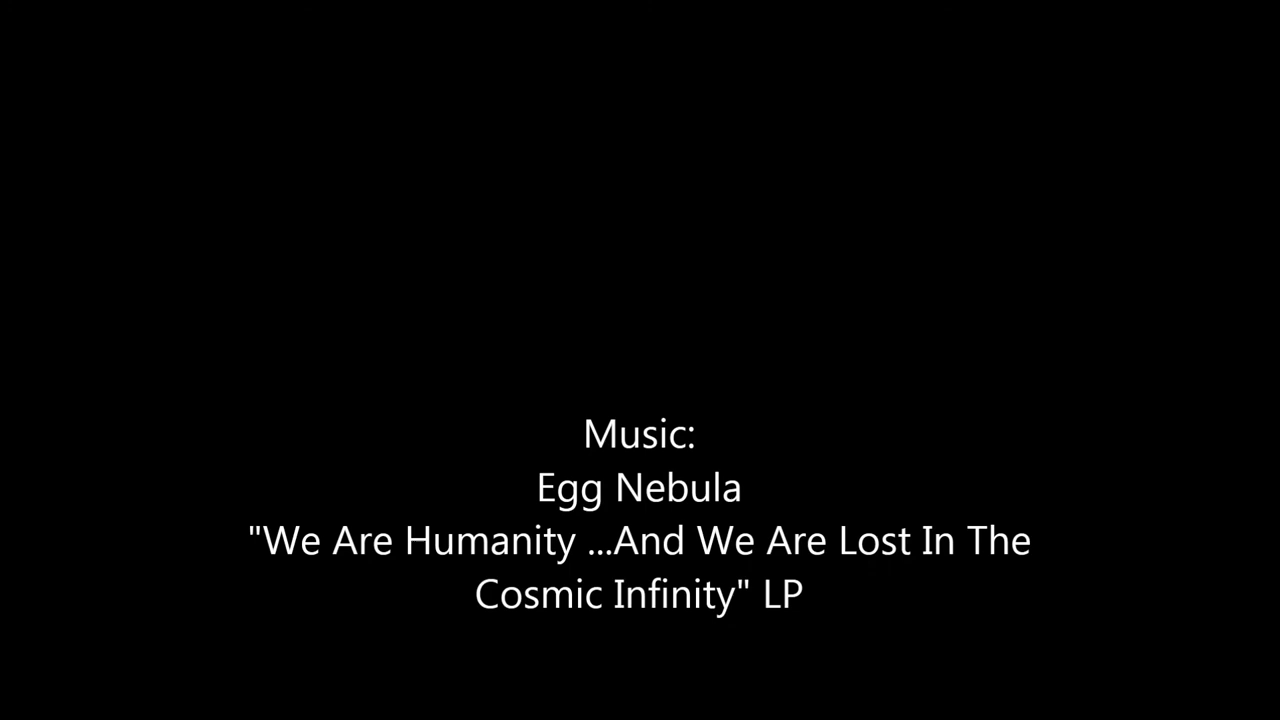 Music:
Egg Nebula
"We Are Humanity ...And We Are Lost In The
Cosmic Infinity" LP